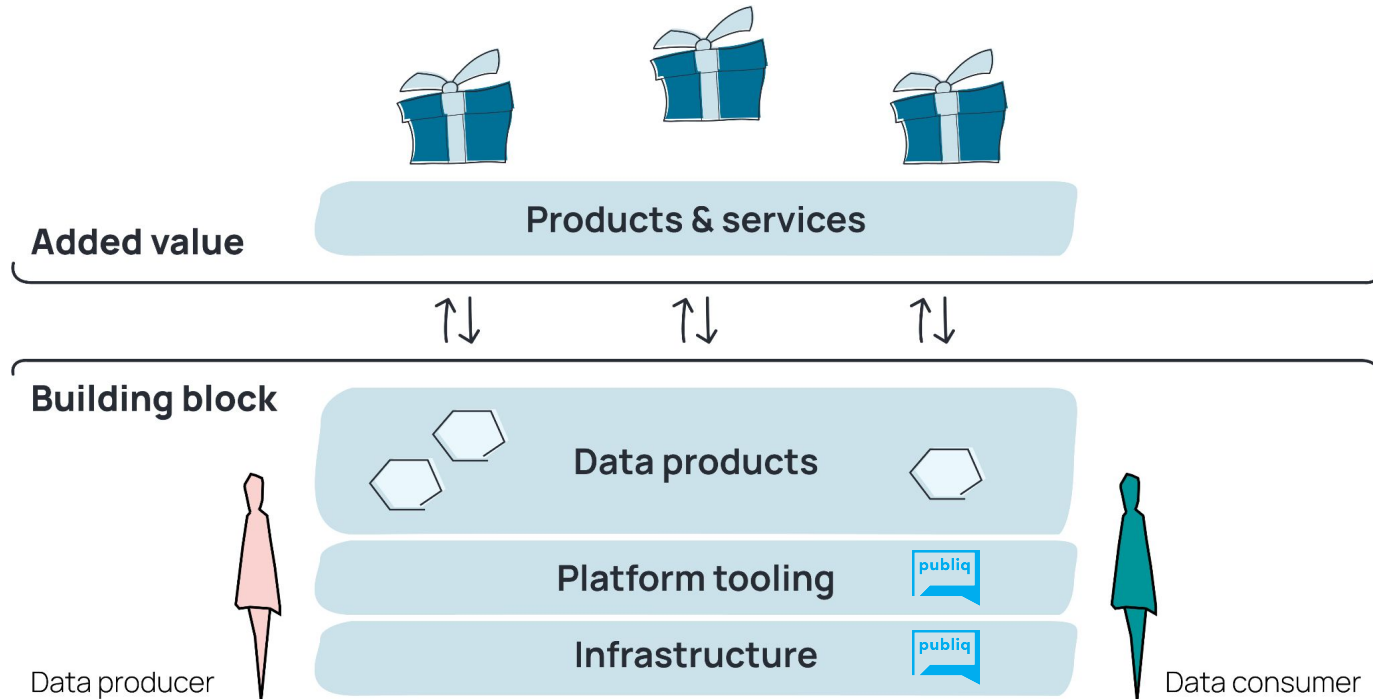 Products & services
Added value
Building block
Data products
Platform tooling
publiq
Infrastructure
publiq
Data producer
Data consumer